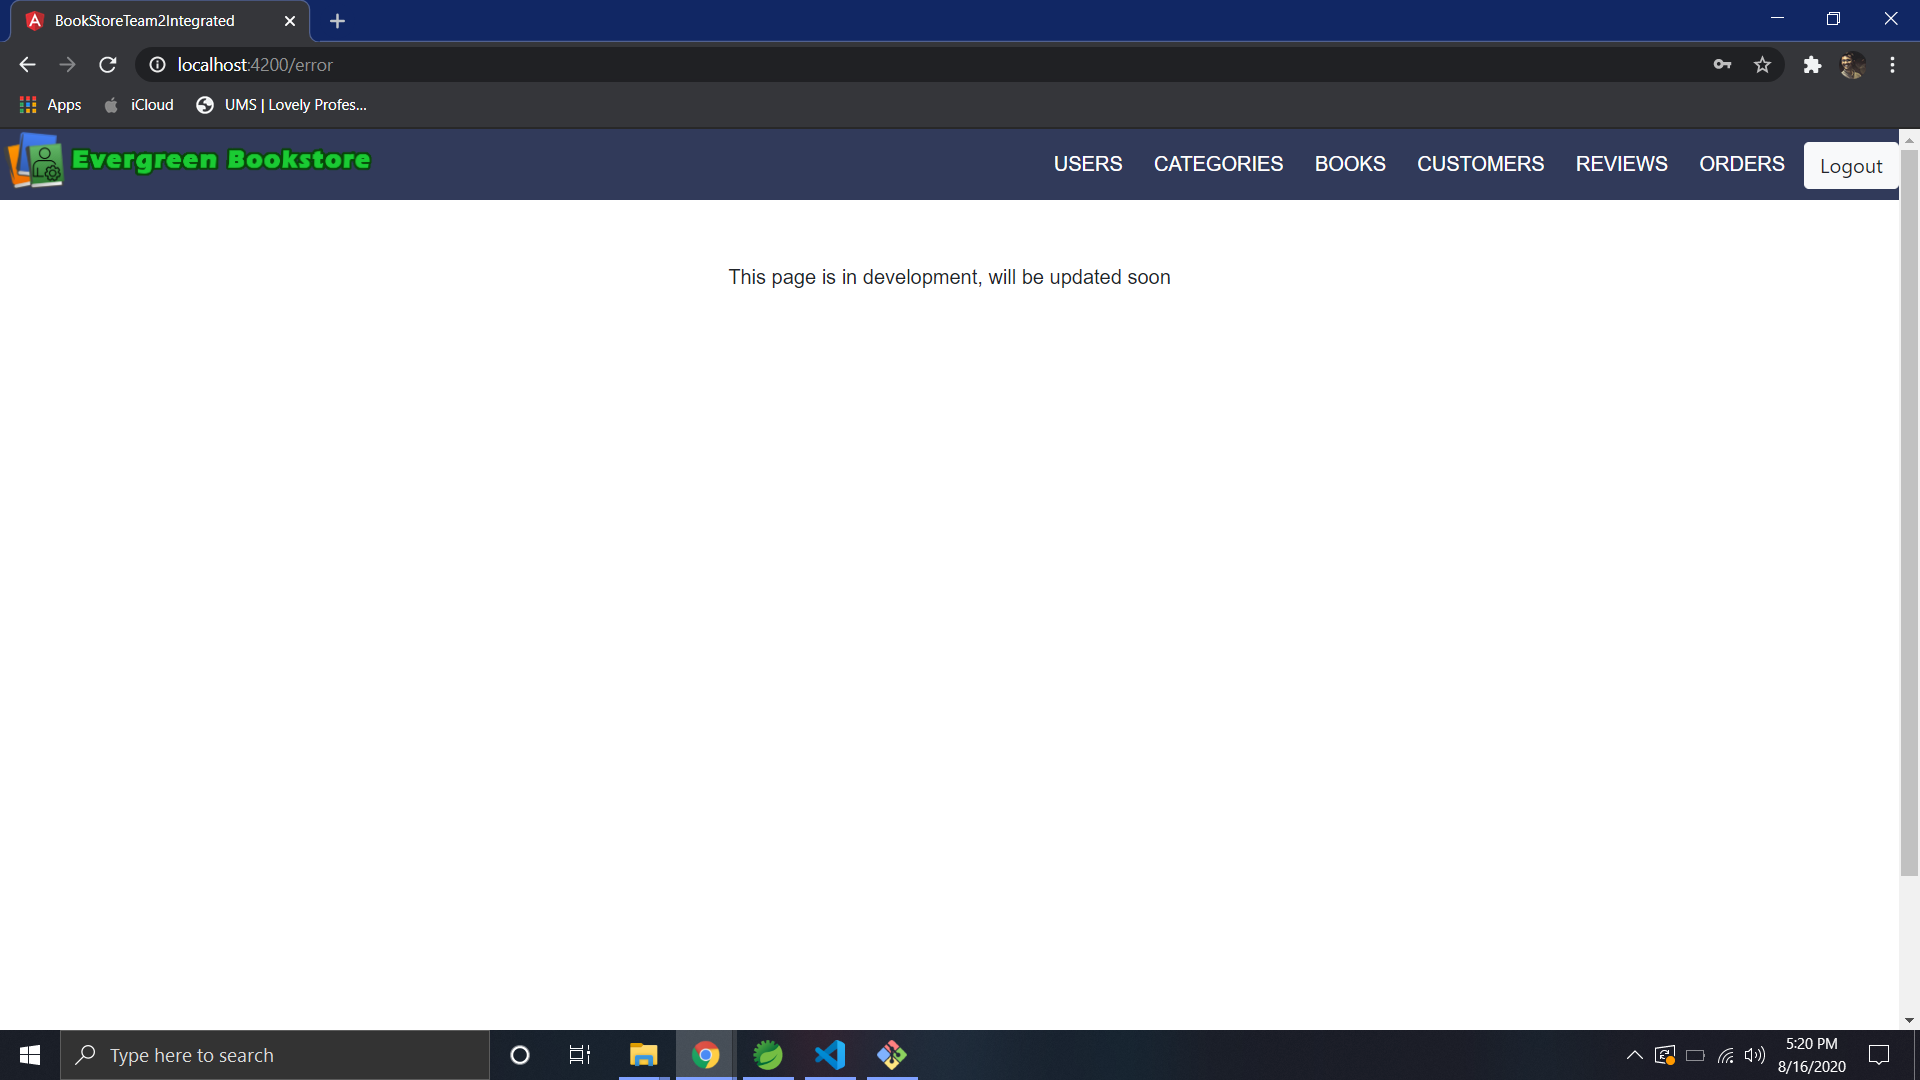 BookStoreTeam2Integrated
localhost:4200/error
Apps iCloud UMS | Lovely Profes...
Evergreen Bookstore USERS CATEGORIES BOOKS CUSTOMERS REVIEWS ORDERS Logout
This page is in development, will be updated soon
Type here to search
5:20 PM
8/16/2020